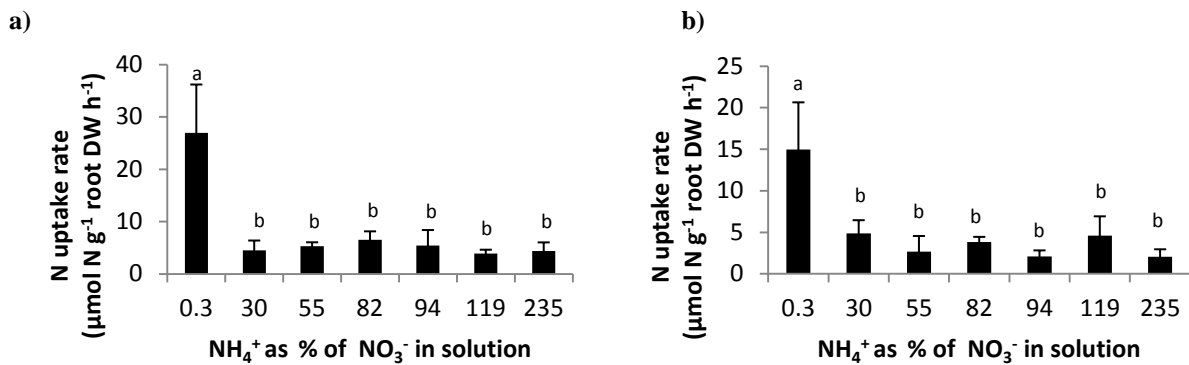 a)
N uptake rate
(µmol N g⁻¹ root DW h⁻¹)
40
30
20
10
0
a
b
b
b
b
b
b
0.3 30 55 82 94 119 235
NH₄⁺ as % of NO₃⁻ in solution
b)
N uptake rate
(µmol N g⁻¹ root DW h⁻¹)
25
20
15
10
5
0
a
b
b
b
b
b
b
0.3 30 55 82 94 119 235
NH₄⁺ as % of NO₃⁻ in solution